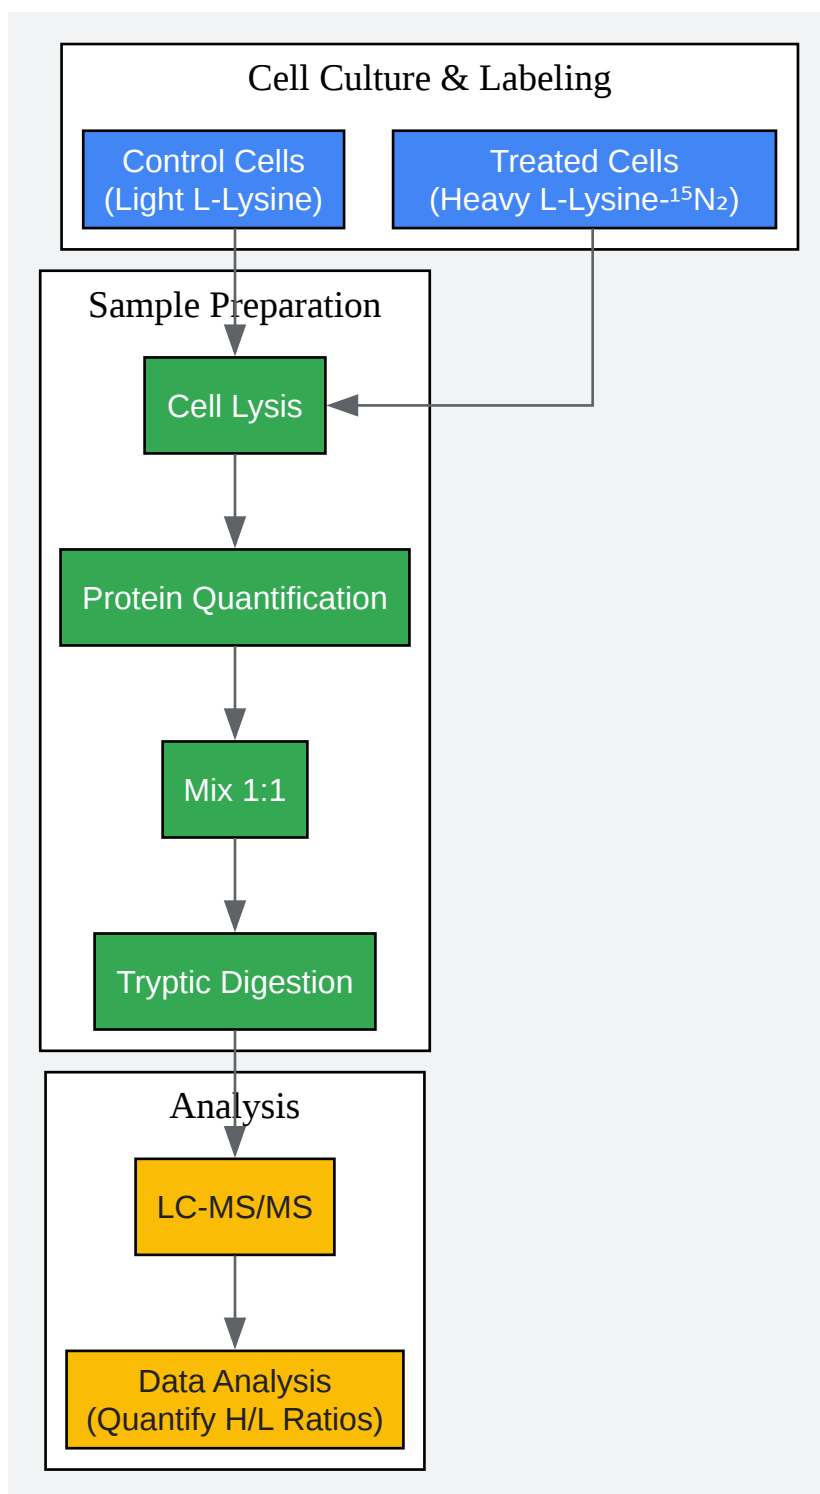 Cell Culture & Labeling
Control Cells
(Light L-Lysine)
Treated Cells
(Heavy L-Lysine-¹⁵N₂)
Sample Preparation
Cell Lysis
Protein Quantification
Mix 1:1
Tryptic Digestion
Analysis
LC-MS/MS
Data Analysis
(Quantify H/L Ratios)